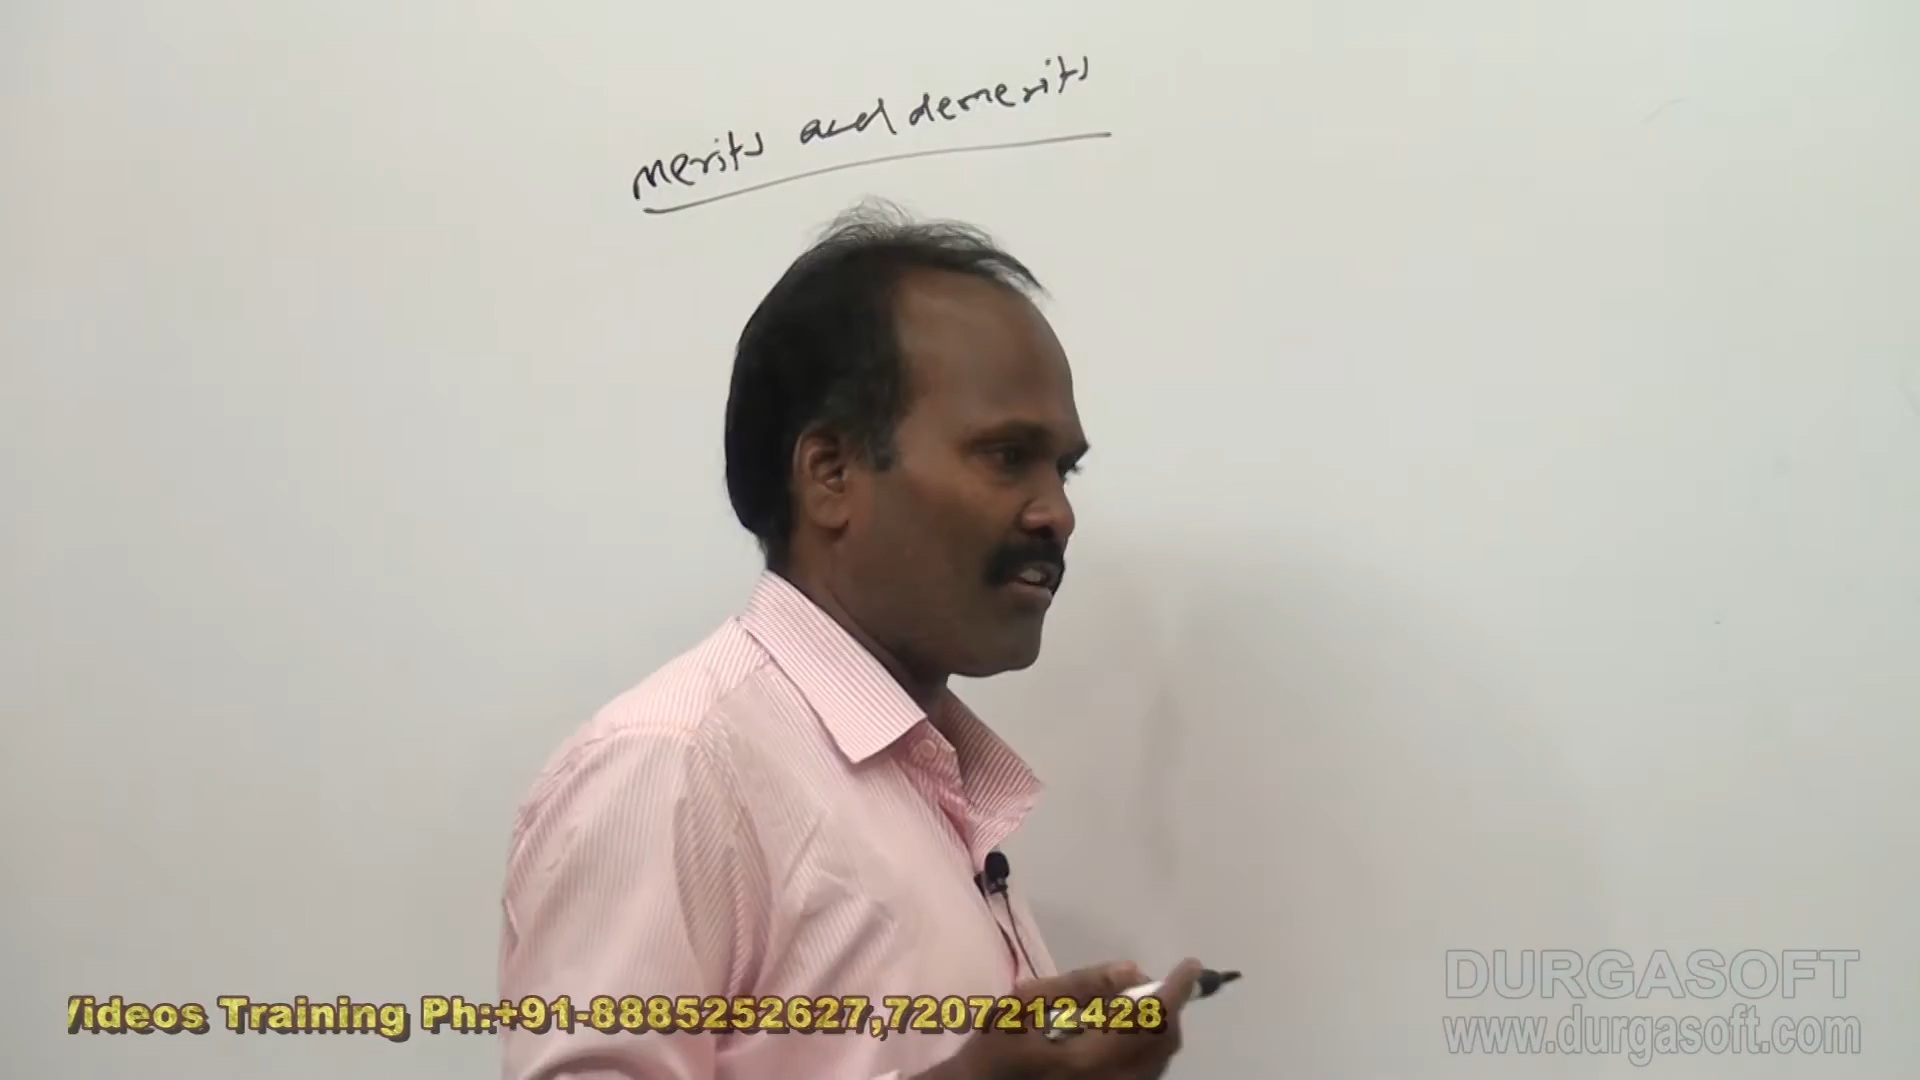 merits and demerits
Videos Training Ph:+91-8885252627,7207212428
DURGASOFT
www.durgasoft.com